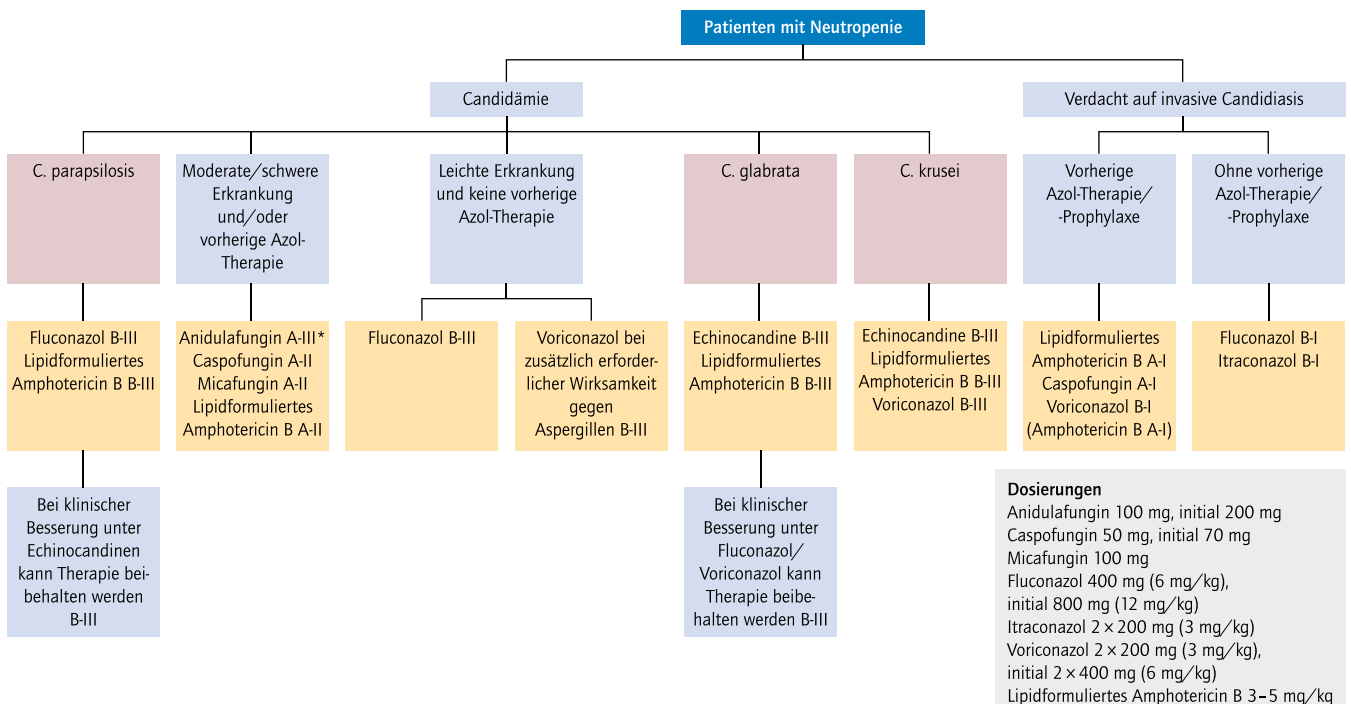 Patienten mit Neutropenie
Candidämie
Verdacht auf invasive Candidiasis
C. parapsilosis
Moderate/schwere
Erkrankung
und/oder
vorherige Azol-
Therapie
Leichte Erkrankung
und keine vorherige
Azol-Therapie
C. glabrata
C. krusei
Vorherige
Azol-Therapie/
-Prophylaxe
Ohne vorherige
Azol-Therapie/
-Prophylaxe
Fluconazol B-III
Lipidformuliertes
Amphotericin B B-III
Anidulafungin A-III*
Caspofungin A-II
Micafungin A-II
Lipidformuliertes
Amphotericin B A-II
Fluconazol B-III
Voriconazol bei
zusätzlich erforder-
licher Wirksamkeit
gegen
Aspergillen B-III
Echinocandine B-III
Lipidformuliertes
Amphotericin B B-III
Echinocandine B-III
Lipidformuliertes
Amphotericin B B-III
Voriconazol B-III
Lipidformuliertes
Amphotericin B A-I
Caspofungin A-I
Voriconazol B-I
(Amphotericin B A-I)
Fluconazol B-I
Itraconazol B-I
Bei klinischer
Besserung unter
Echinocandinen
kann Therapie bei-
behalten werden
B-III
Bei klinischer
Besserung unter
Fluconazol/
Voriconazol kann
Therapie beibe-
halten werden B-III
Dosierungen
Anidulafungin 100 mg, initial 200 mg
Caspofungin 50 mg, initial 70 mg
Micafungin 100 mg
Fluconazol 400 mg (6 mg/kg),
initial 800 mg (12 mg/kg)
Itraconazol 2 × 200 mg (3 mg/kg)
Voriconazol 2 × 200 mg (3 mg/kg),
initial 2 × 400 mg (6 mg/kg)
Lipidformuliertes Amphotericin B 3–5 mg/kg